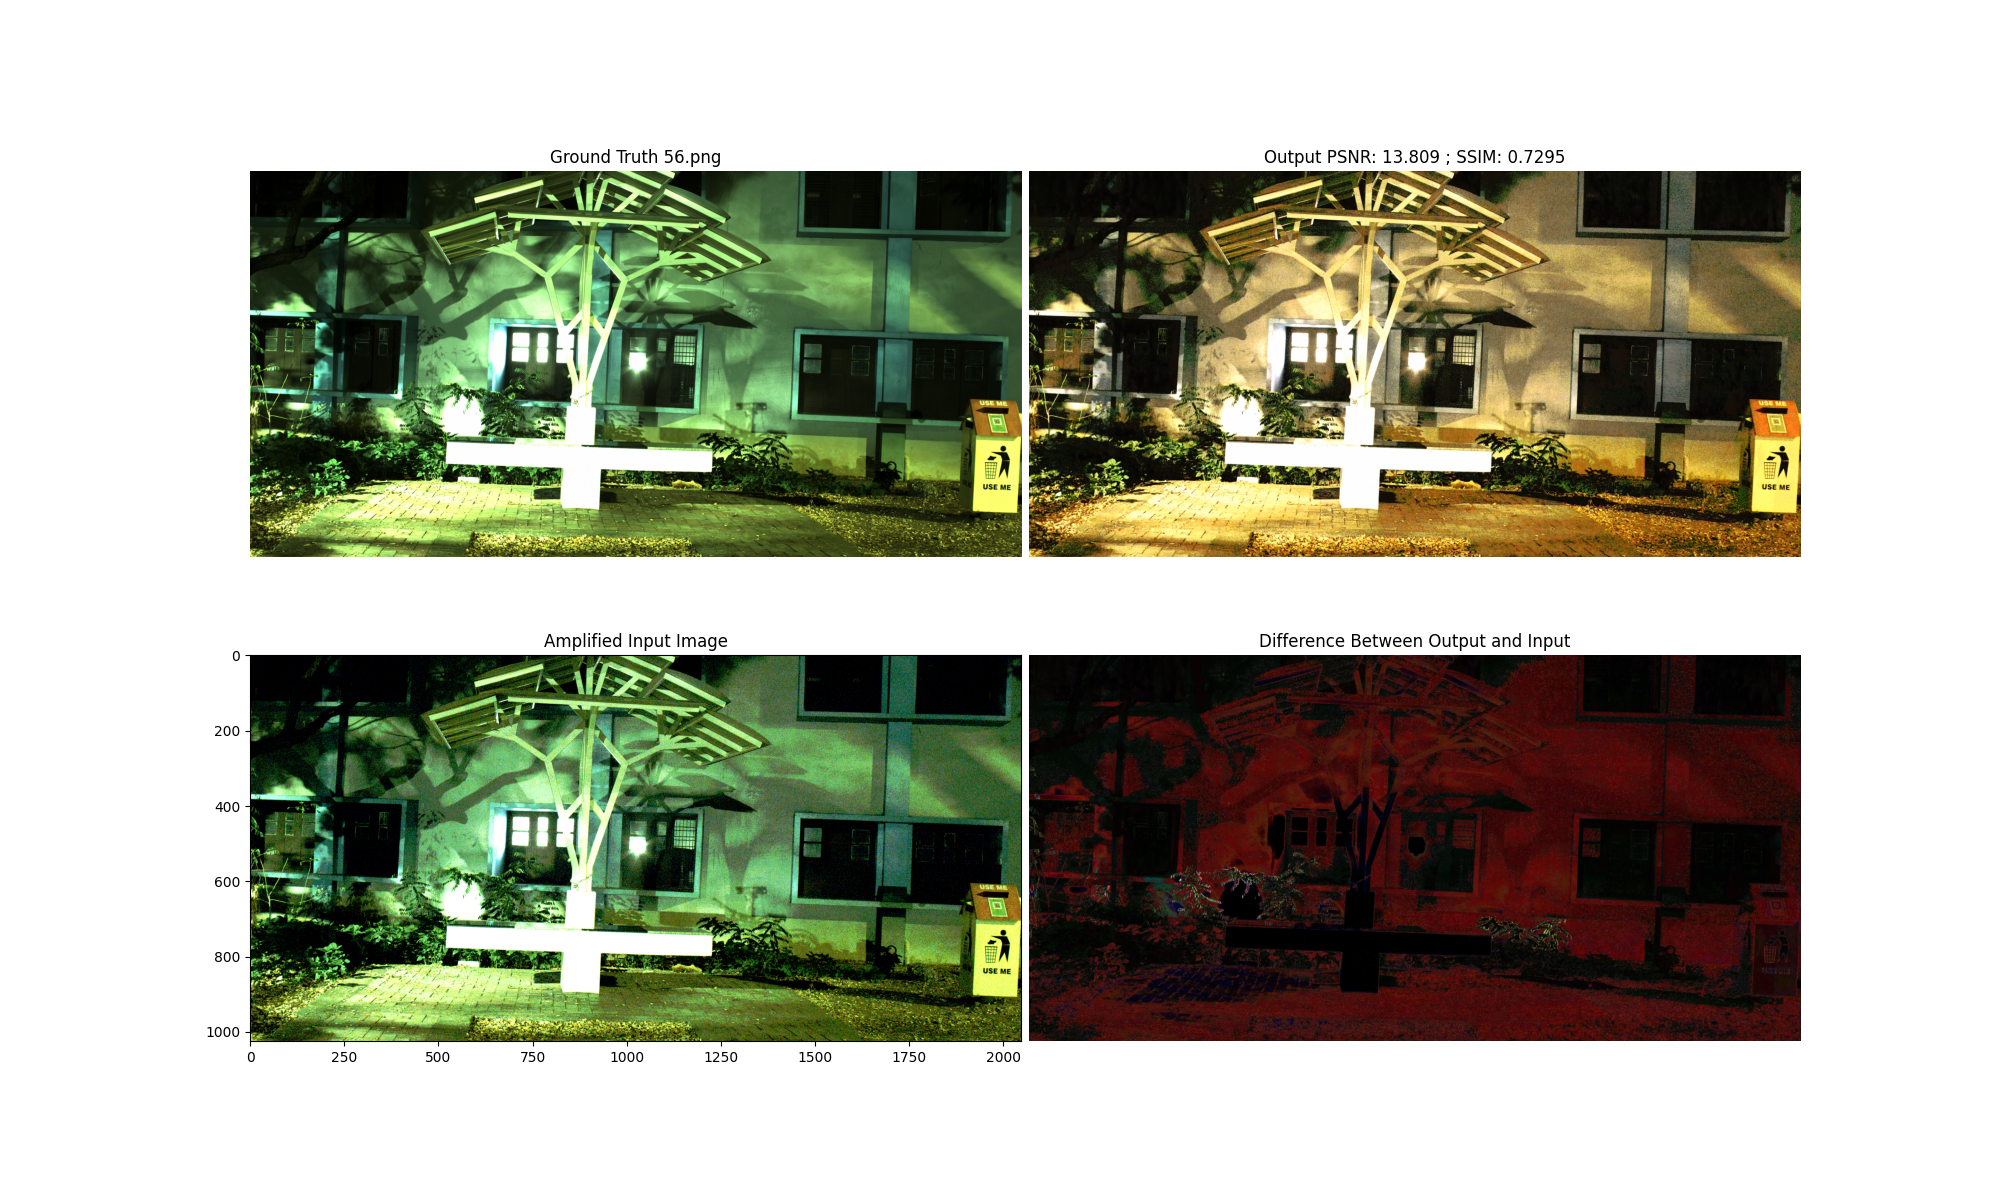 Ground Truth 56.png
Output PSNR: 13.809 ; SSIM: 0.7295
USE ME
USE ME
USE ME
USE ME
Amplified Input Image
Difference Between Output and Input
0
200
400
600
800
1000
USE ME
USE ME
0
250
500
750
1000
1250
1500
1750
2000